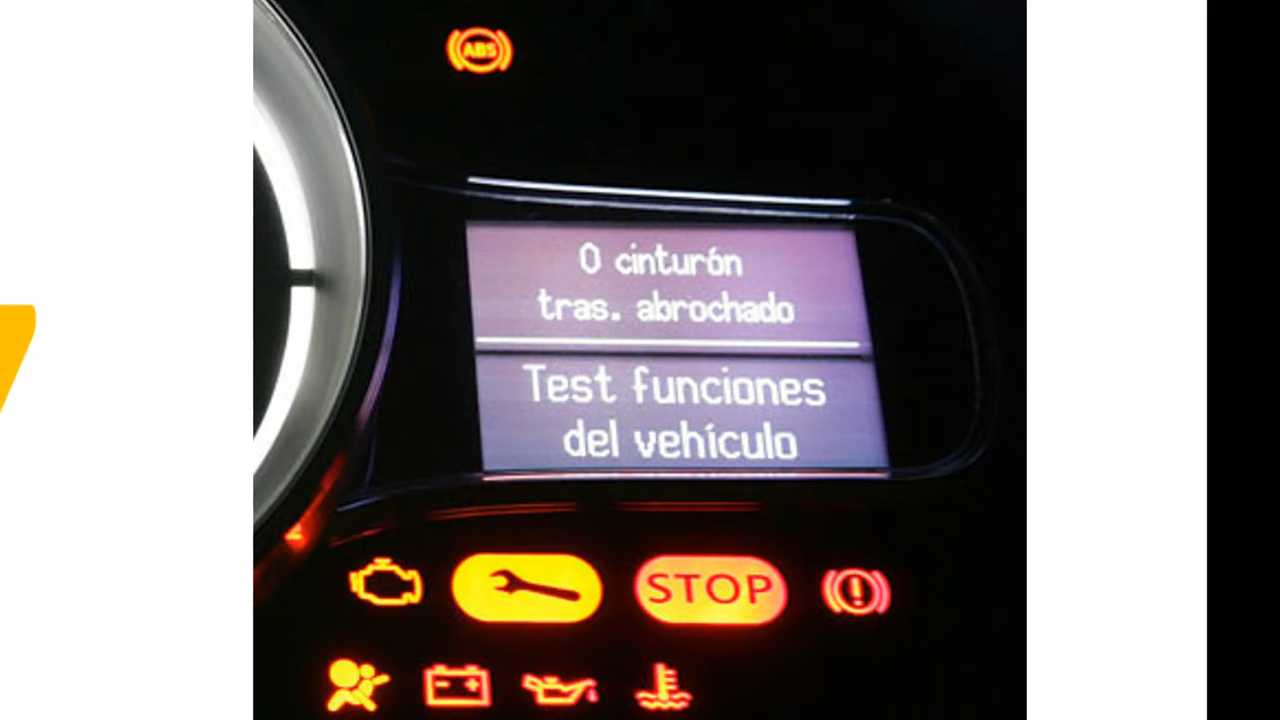 ABS
0 cinturón
tras. abrochado
Test funciones
del vehículo
STOP